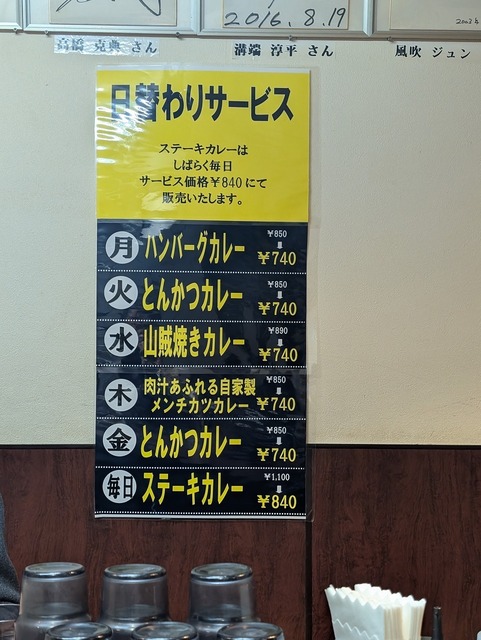 2016.8.19
高橋 克典 さん
溝端 淳平 さん
風吹 ジュン
日替わりサービス
ステーキカレーは
しばらく毎日
サービス価格￥840にて
販売いたします。
月 ハンバーグカレー ￥850 ￥740
火 とんかつカレー ￥850 ￥740
水 山賊焼きカレー ￥890 ￥740
木 肉汁あふれる自家製
メンチカツカレー ￥850 ￥740
金 とんかつカレー ￥850 ￥740
毎日 ステーキカレー ￥1,100 ￥840